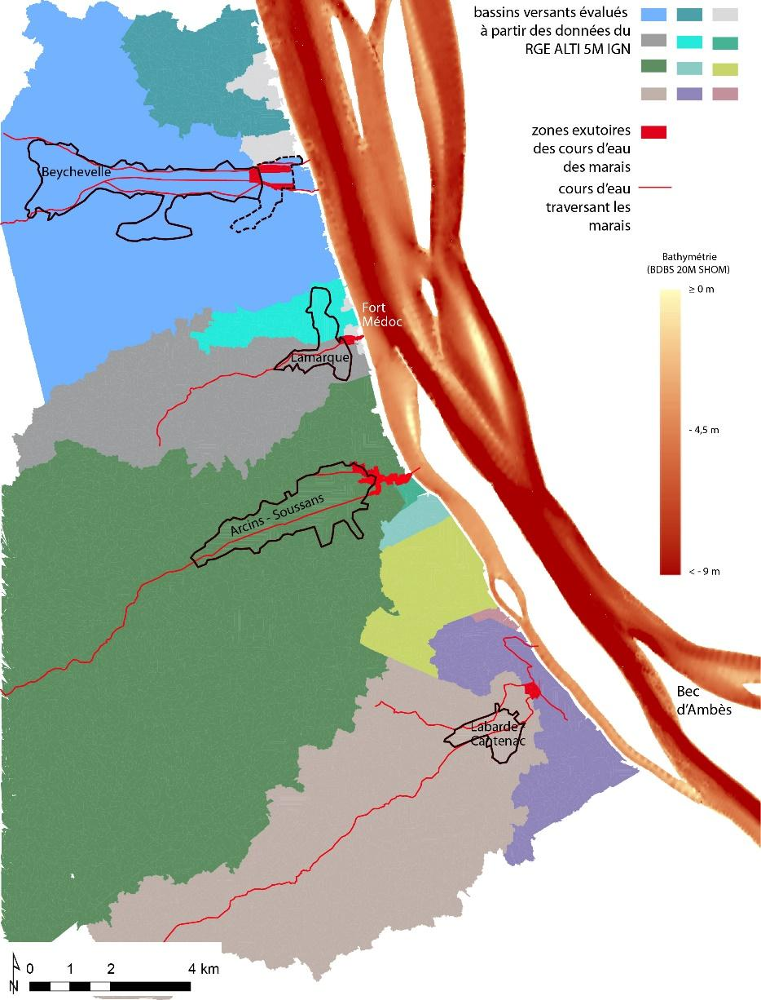 bassins versants évalués
à partir des données du
RGE ALTI 5M IGN
zones exutoires
des cours d'eau
des marais
cours d'eau
traversant les
marais
Bathymétrie
(BDBS 20M SHOM)
≥ 0 m
- 4,5 m
< - 9 m
Beychevelle
Fort
Médoc
Lamarque
Arcins - Soussans
Bec
d'Ambès
Labarde -
Cantenac
N
0 1 2 4 km